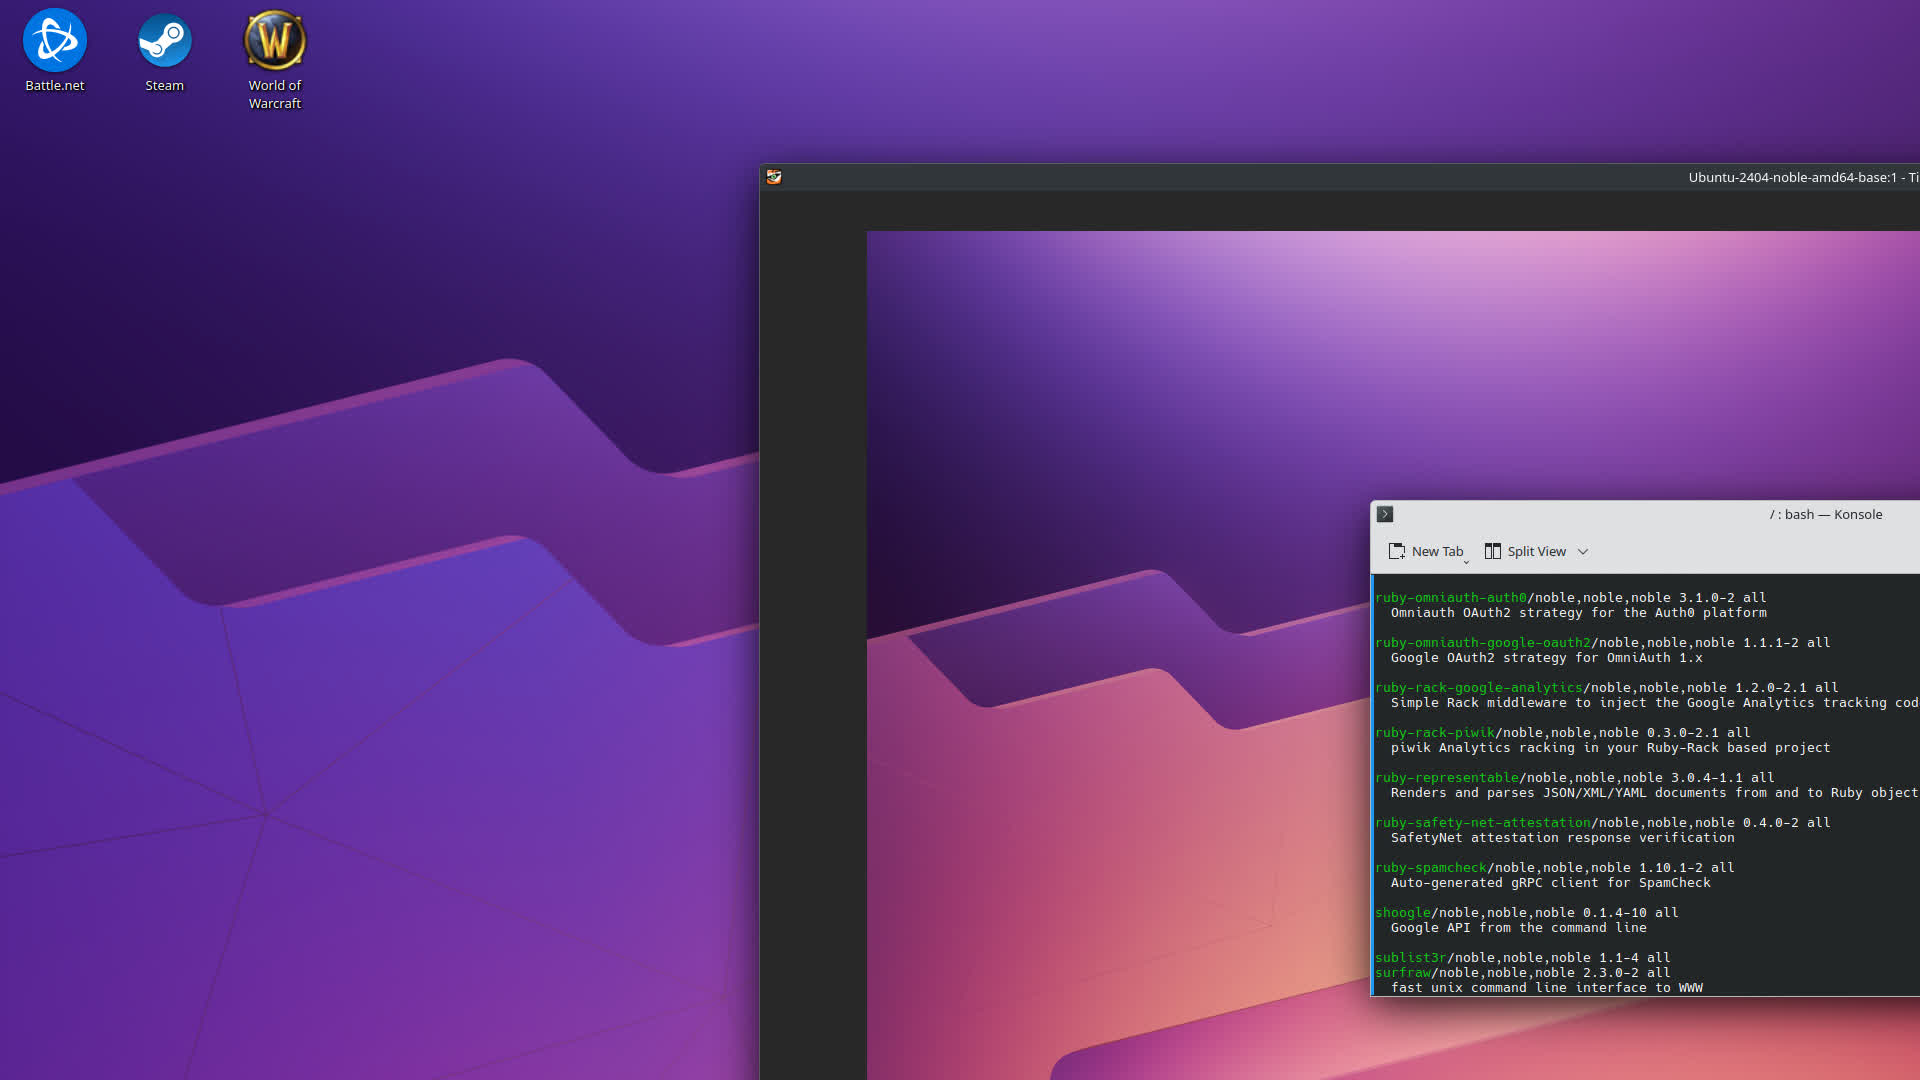 Battle.net
Steam
World of
Warcraft
Ubuntu-2404-noble-amd64-base:1 - Ti
/ : bash — Konsole
New Tab
Split View
ruby-omniauth-auth0/noble,noble,noble 3.1.0-2 all
Omniauth OAuth2 strategy for the Auth0 platform
ruby-omniauth-google-oauth2/noble,noble,noble 1.1.1-2 all
Google OAuth2 strategy for OmniAuth 1.x
ruby-rack-google-analytics/noble,noble,noble 1.2.0-2.1 all
Simple Rack middleware to inject the Google Analytics tracking cod
ruby-rack-piwik/noble,noble,noble 0.3.0-2.1 all
piwik Analytics racking in your Ruby-Rack based project
ruby-representable/noble,noble,noble 3.0.4-1.1 all
Renders and parses JSON/XML/YAML documents from and to Ruby object
ruby-safety-net-attestation/noble,noble,noble 0.4.0-2 all
SafetyNet attestation response verification
ruby-spamcheck/noble,noble,noble 1.10.1-2 all
Auto-generated gRPC client for SpamCheck
shoogle/noble,noble,noble 0.1.4-10 all
Google API from the command line
sublist3r/noble,noble,noble 1.1-4 all
surfraw/noble,noble,noble 2.3.0-2 all
fast unix command line interface to WWW